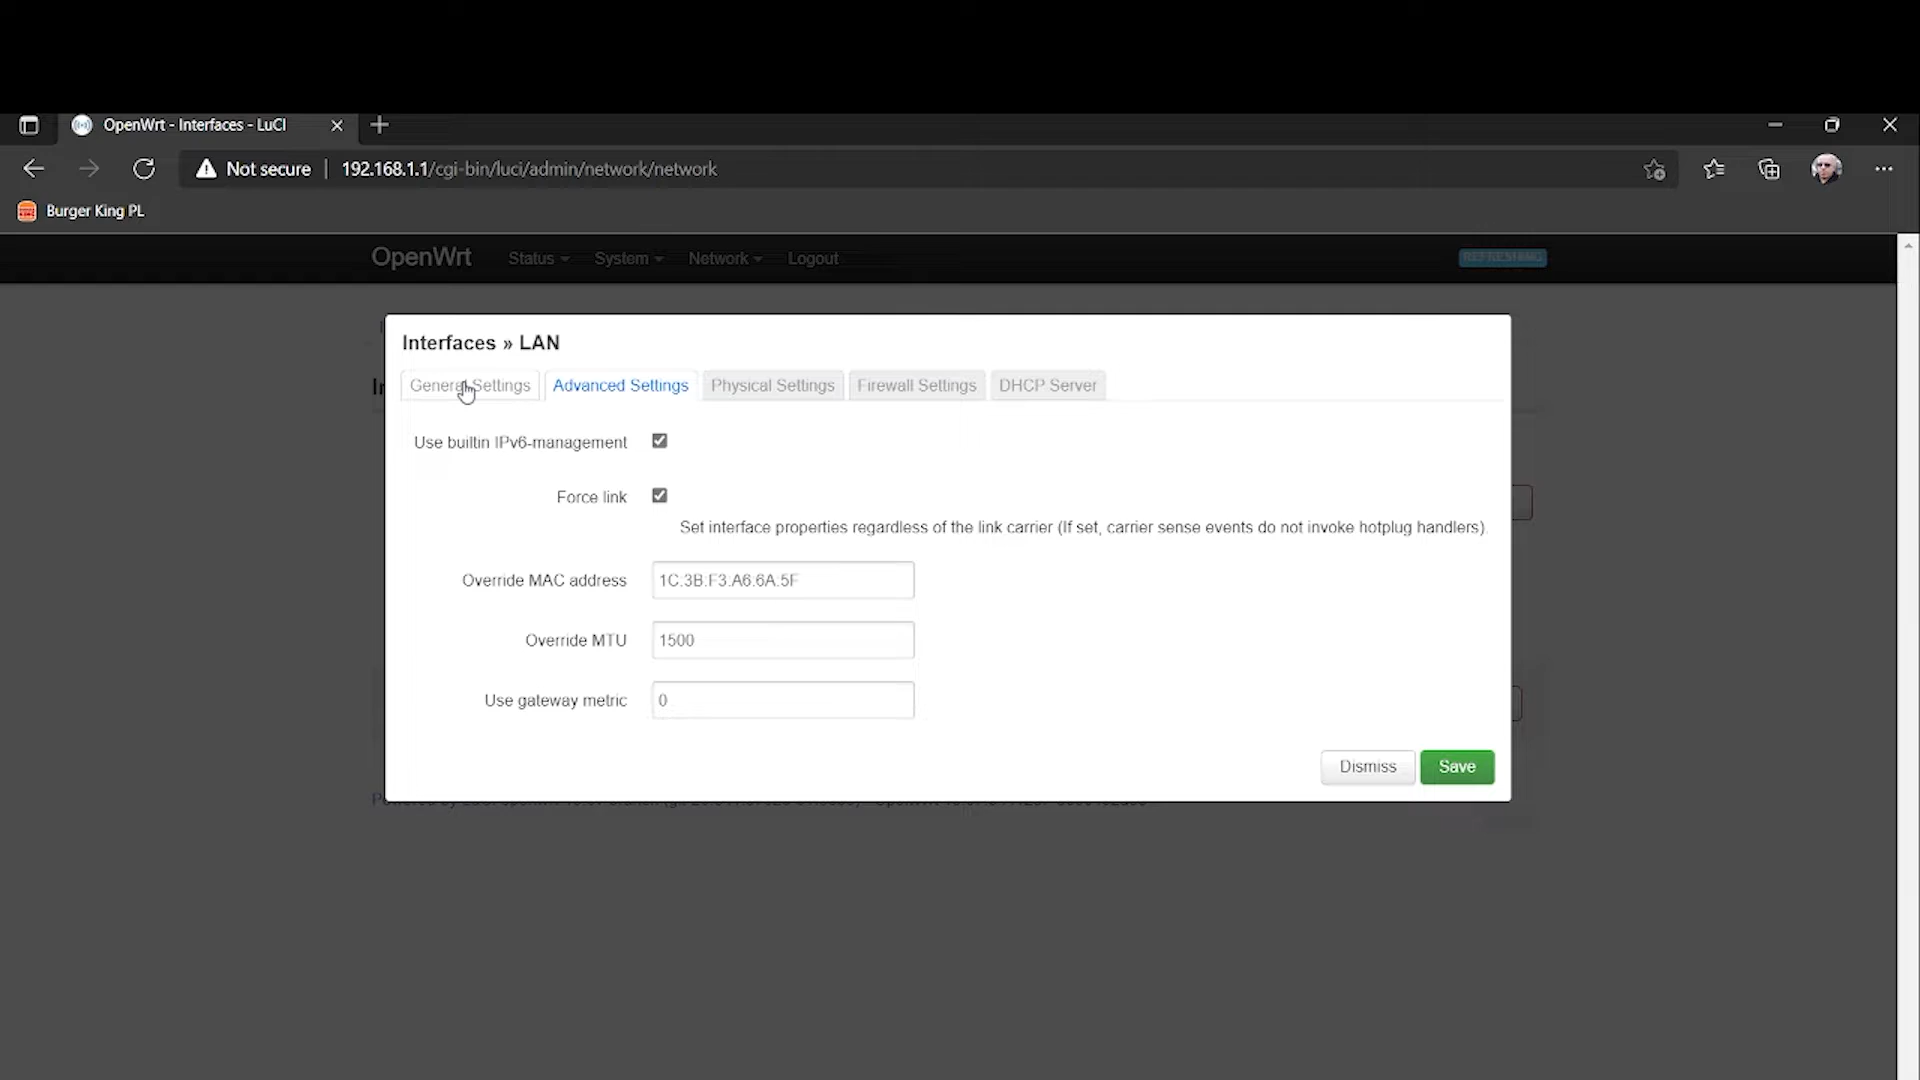 OpenWrt - Interfaces - LuCI
Not secure | 192.168.1.1/cgi-bin/luci/admin/network/network
Burger King PL
OpenWrt Status System Network Logout REFRESHING
Interfaces » LAN
General Settings Advanced Settings Physical Settings Firewall Settings DHCP Server
Use builtin IPv6-management
Force link
Set interface properties regardless of the link carrier (If set, carrier sense events do not invoke hotplug handlers).
Override MAC address 1C:3B:F3:A6:6A:5F
Override MTU 1500
Use gateway metric 0
Dismiss Save